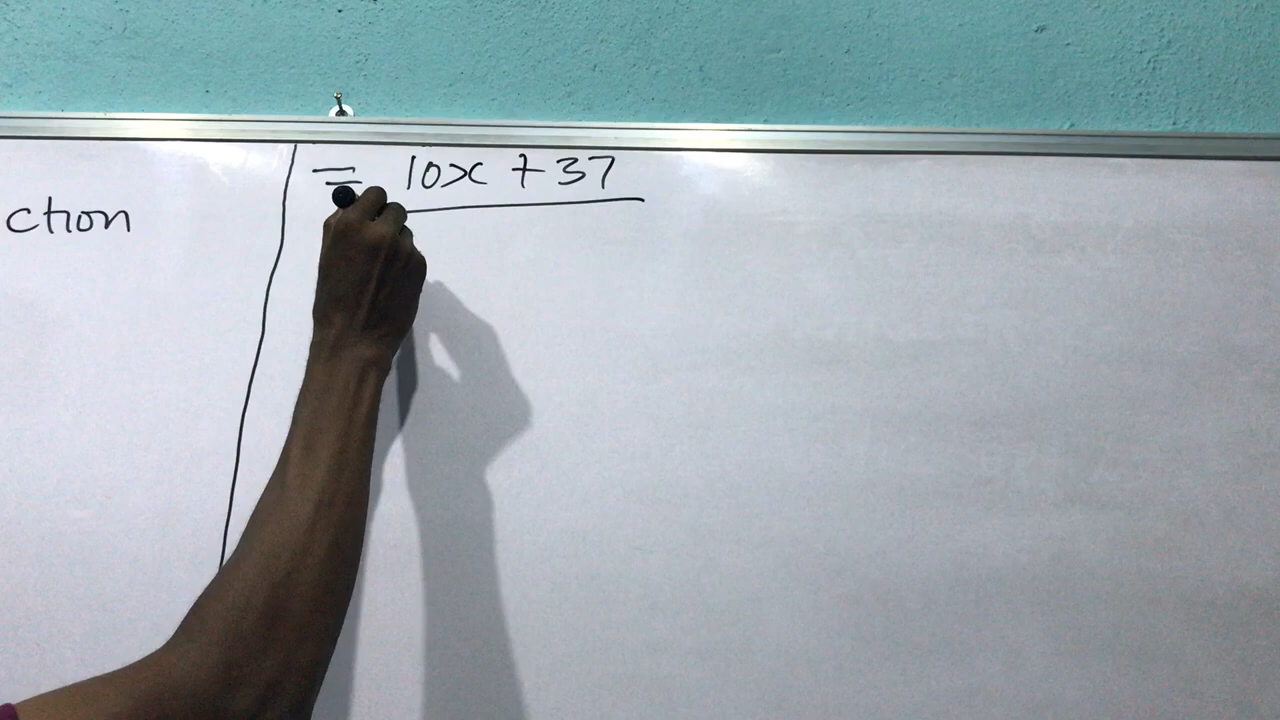 = 10x + 37
ction